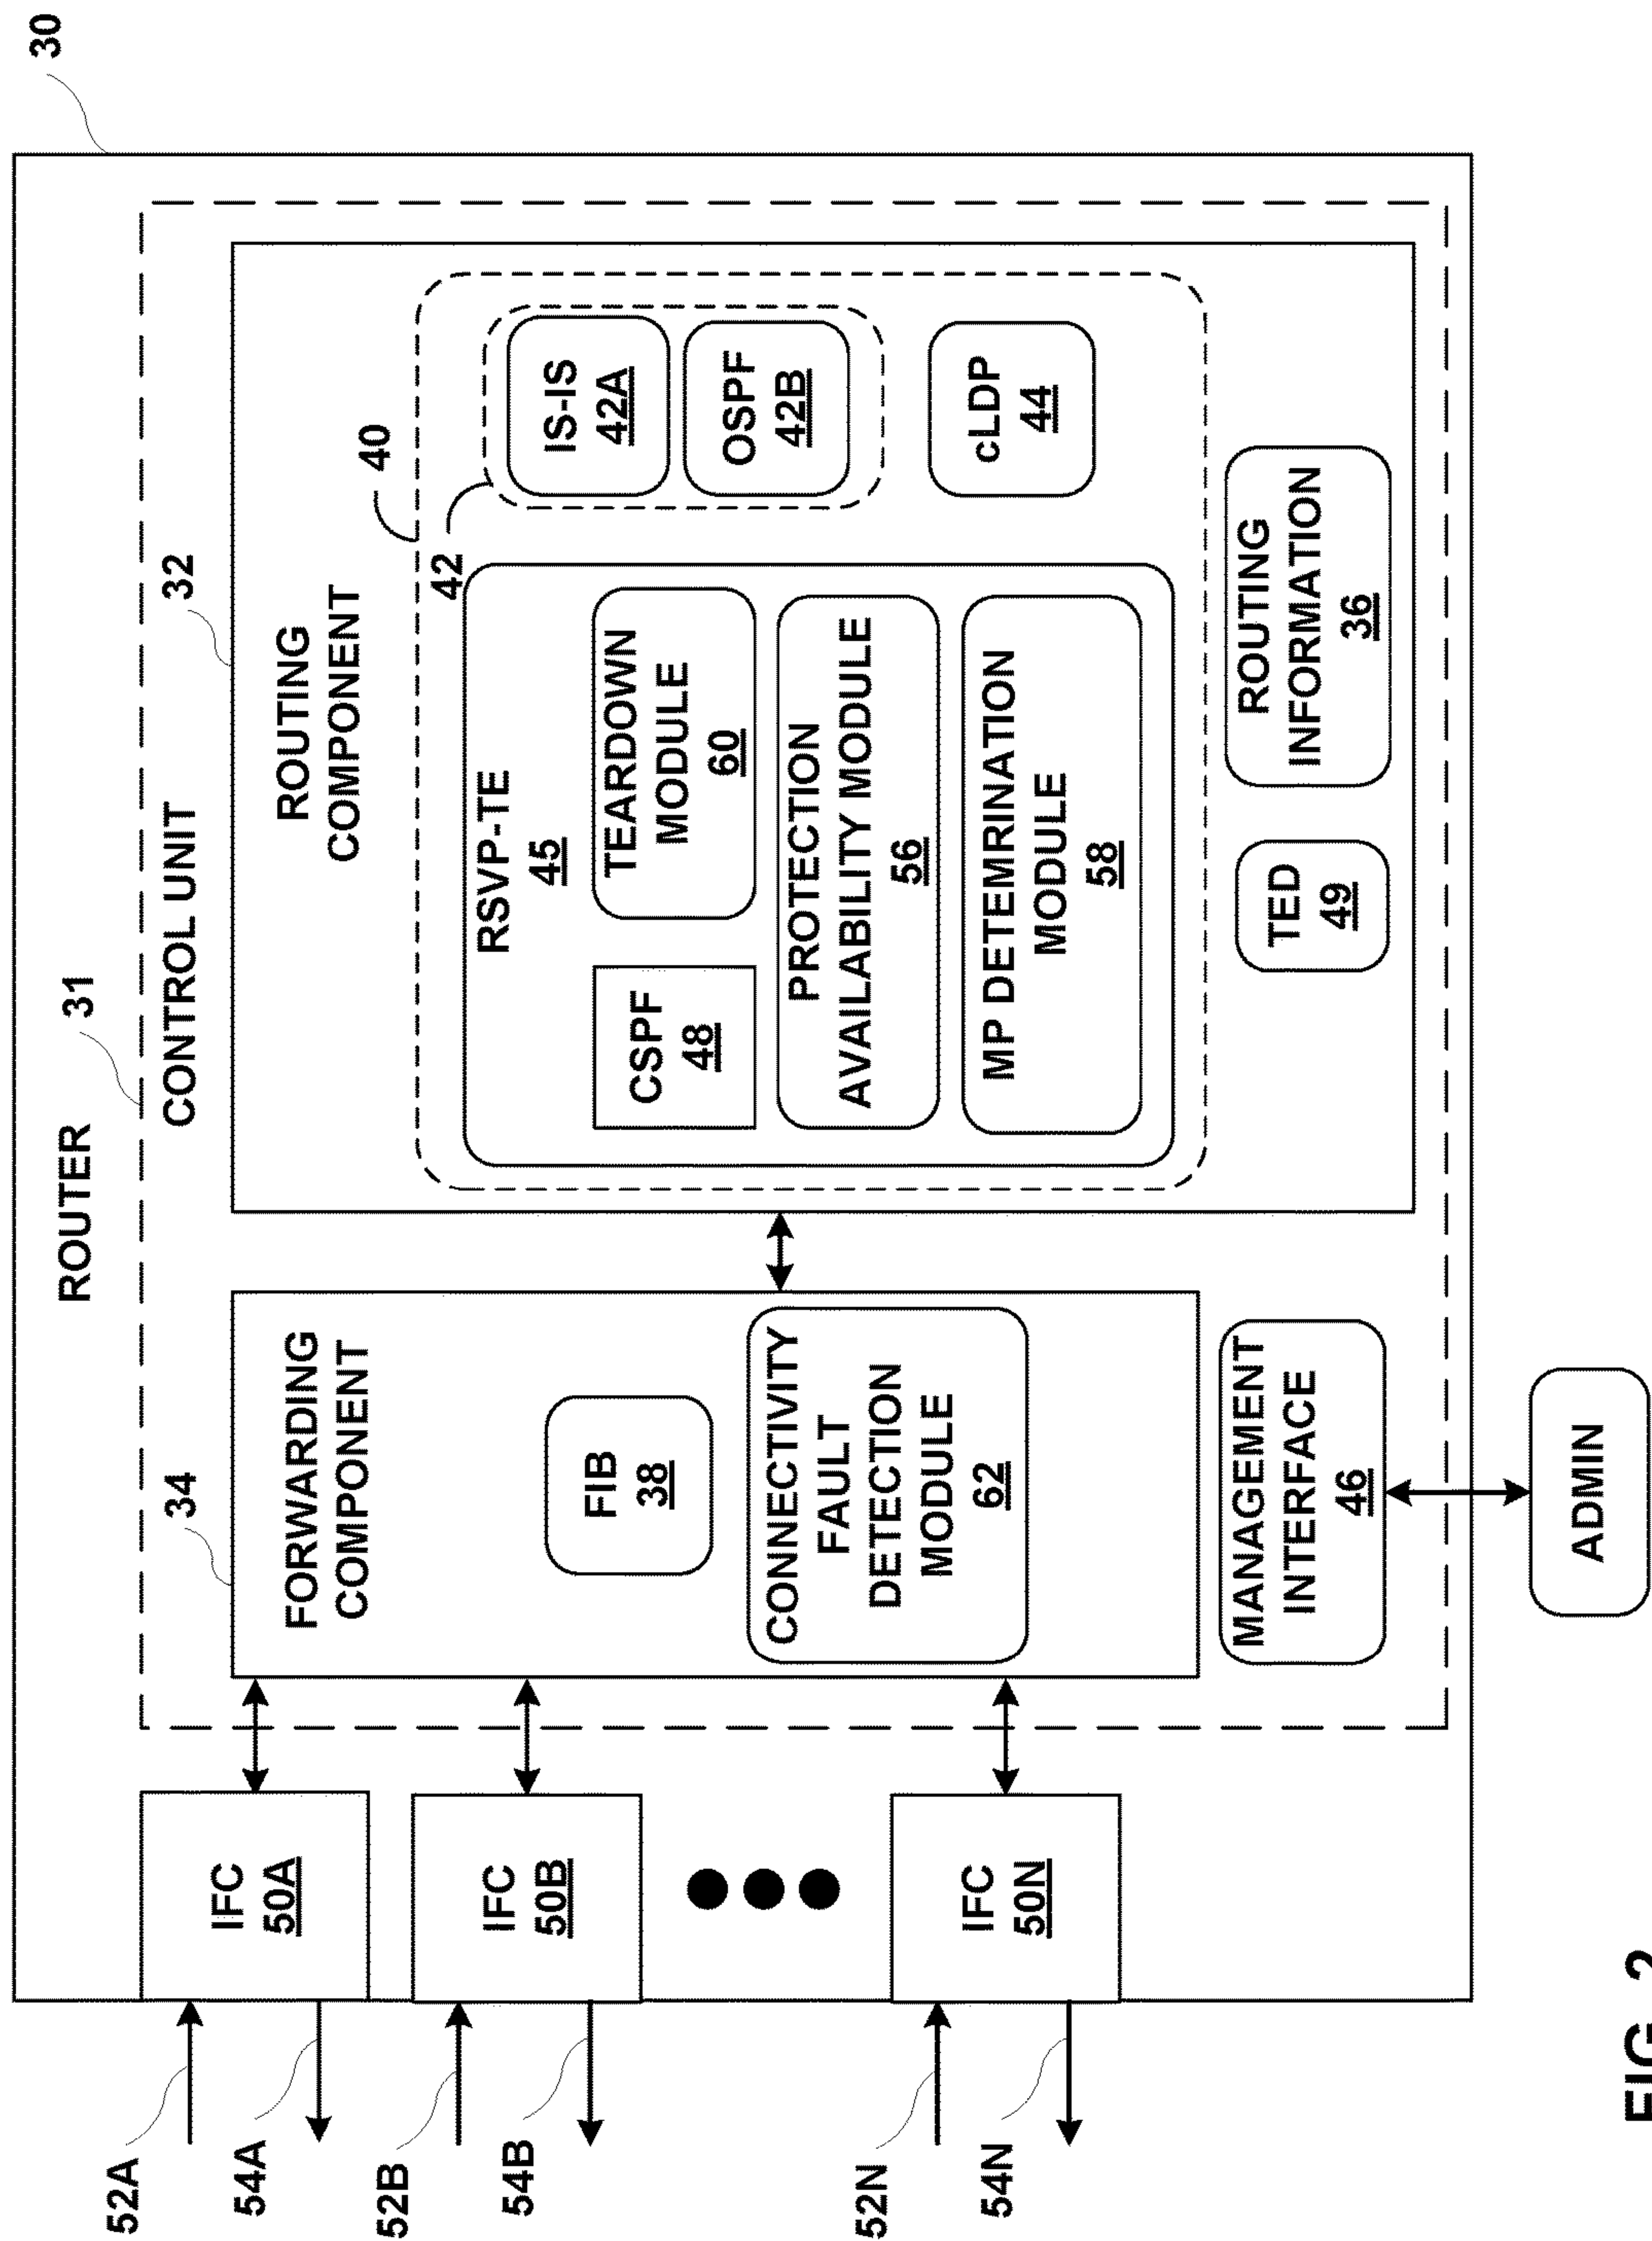 30
ROUTER
31
CONTROL UNIT
32
34
ROUTING
COMPONENT
40
42
RSVP-TE
45
CSPF
48
TEARDOWN
MODULE
60
PROTECTION
AVAILABILITY MODULE
56
MP DETEMRINATION
MODULE
58
IS-IS
42A
OSPF
42B
cLDP
44
TED
49
ROUTING
INFORMATION
36
FORWARDING
COMPONENT
FIB
38
CONNECTIVITY
FAULT
DETECTION
MODULE
62
MANAGEMENT
INTERFACE
46
ADMIN
IFC
50A
IFC
50B
IFC
50N
52A
54A
52B
54B
52N
54N
FIG. 2